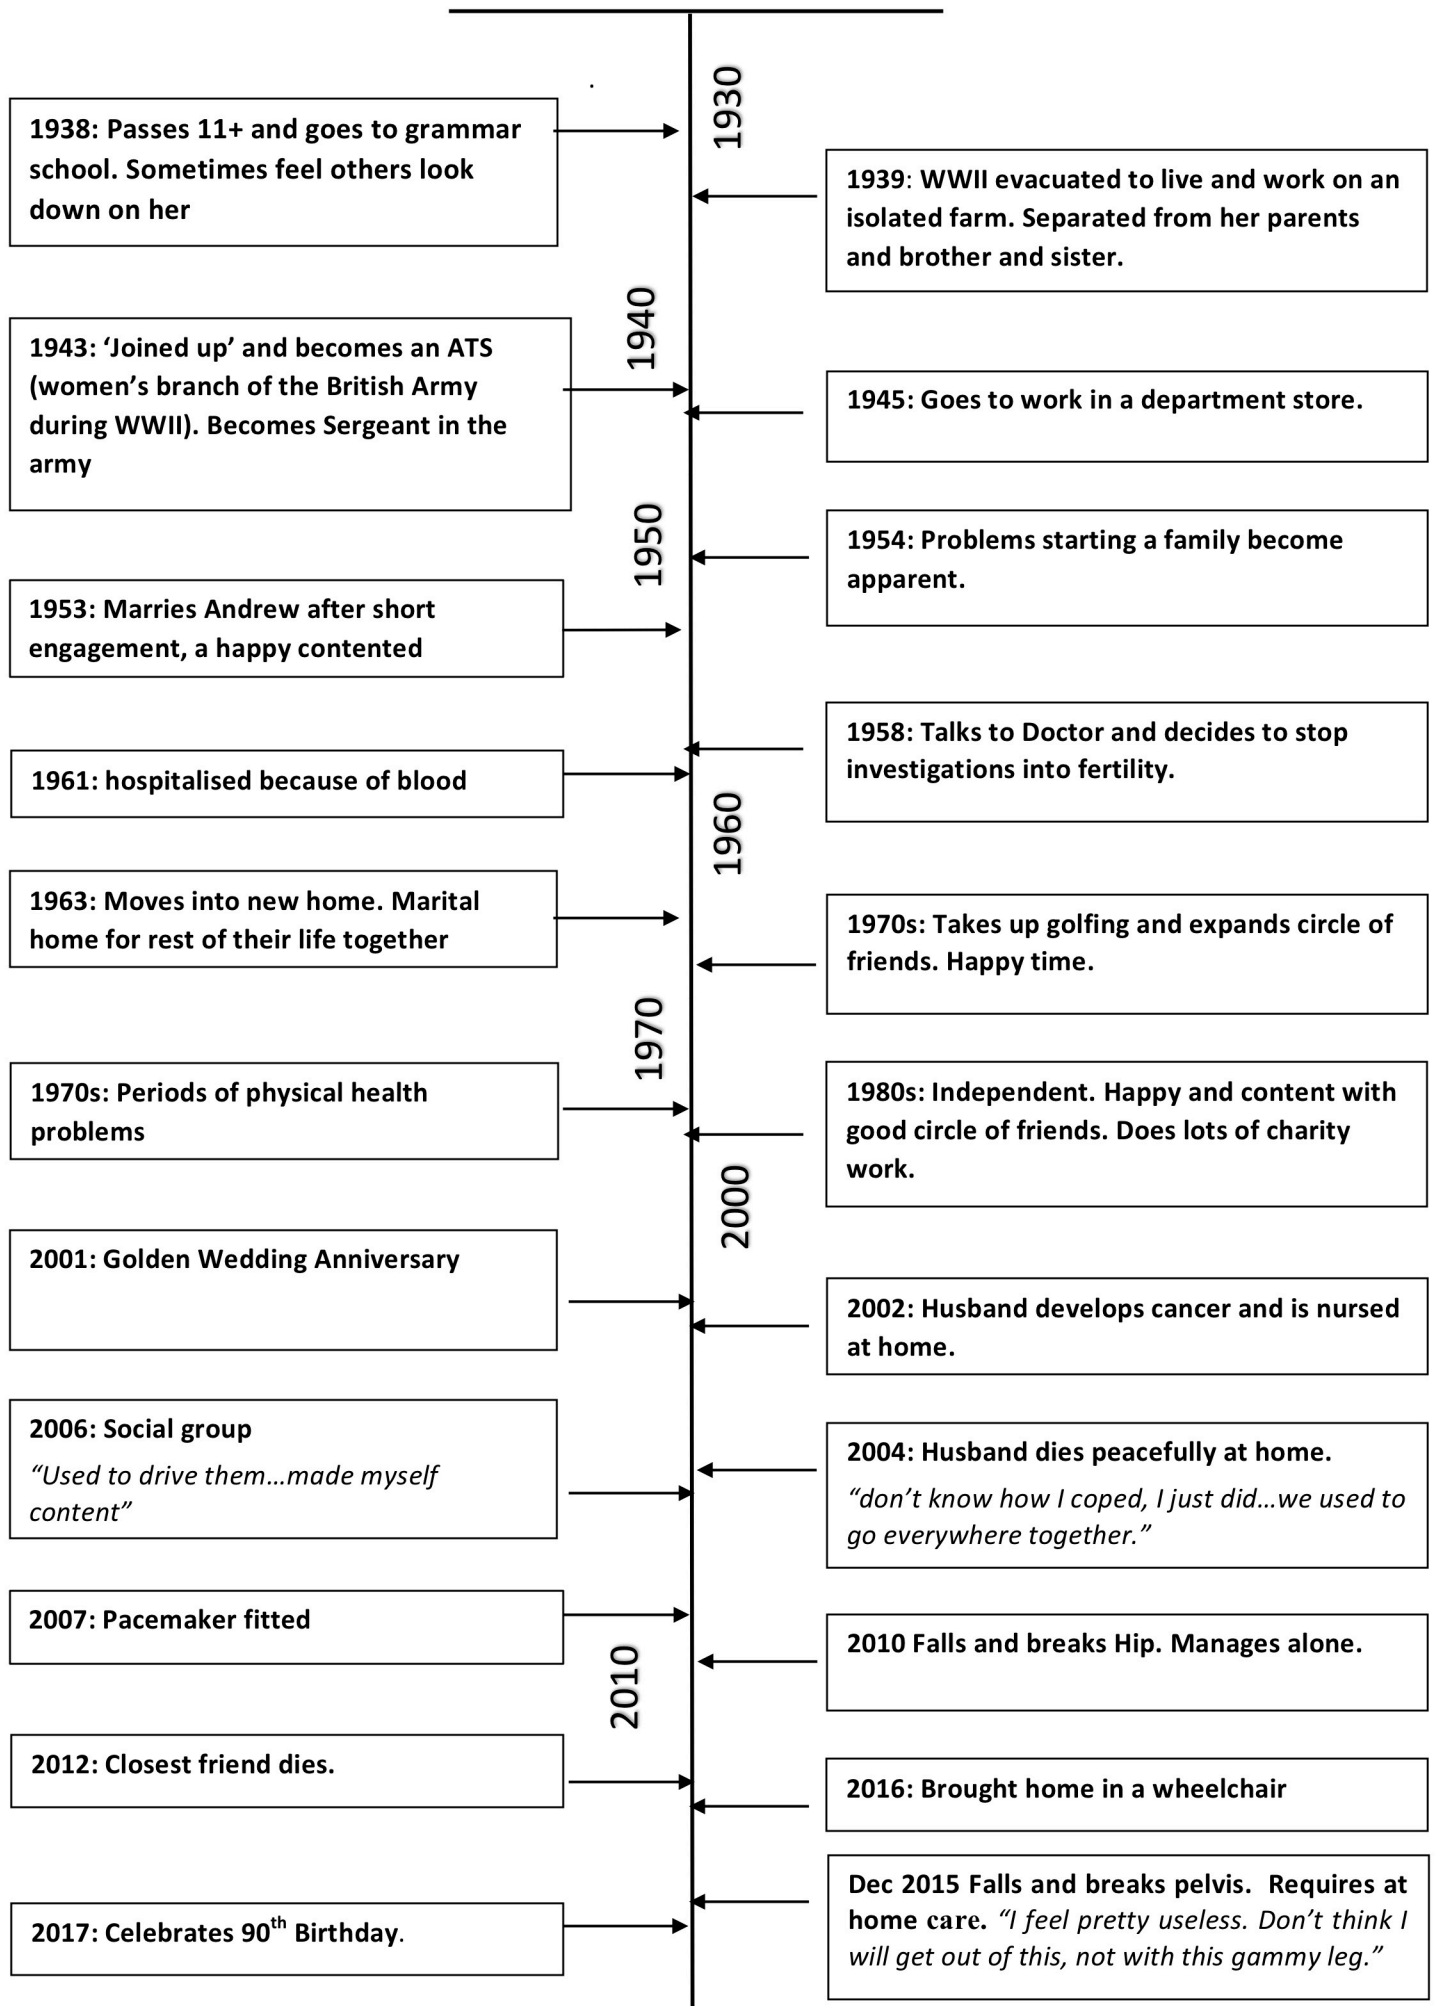 1930
1938: Passes 11+ and goes to grammar
school. Sometimes feel others look
down on her
1939: WWII evacuated to live and work on an
isolated farm. Separated from her parents
and brother and sister.
1940
1943: ‘Joined up’ and becomes an ATS
(women’s branch of the British Army
during WWII). Becomes Sergeant in the
army
1945: Goes to work in a department store.
1950
1954: Problems starting a family become
apparent.
1953: Marries Andrew after short
engagement, a happy contented
1958: Talks to Doctor and decides to stop
investigations into fertility.
1961: hospitalised because of blood
1960
1963: Moves into new home. Marital
home for rest of their life together
1970s: Takes up golfing and expands circle of
friends. Happy time.
1970
1970s: Periods of physical health
problems
1980s: Independent. Happy and content with
good circle of friends. Does lots of charity
work.
2000
2001: Golden Wedding Anniversary
2002: Husband develops cancer and is nursed
at home.
2006: Social group
“Used to drive them…made myself
content”
2004: Husband dies peacefully at home.
“don’t know how I coped, I just did…we used to
go everywhere together.”
2007: Pacemaker fitted
2010 Falls and breaks Hip. Manages alone.
2010
2012: Closest friend dies.
2016: Brought home in a wheelchair
Dec 2015 Falls and breaks pelvis. Requires at
home care. “I feel pretty useless. Don’t think I
will get out of this, not with this gammy leg.”
2017: Celebrates 90th Birthday.